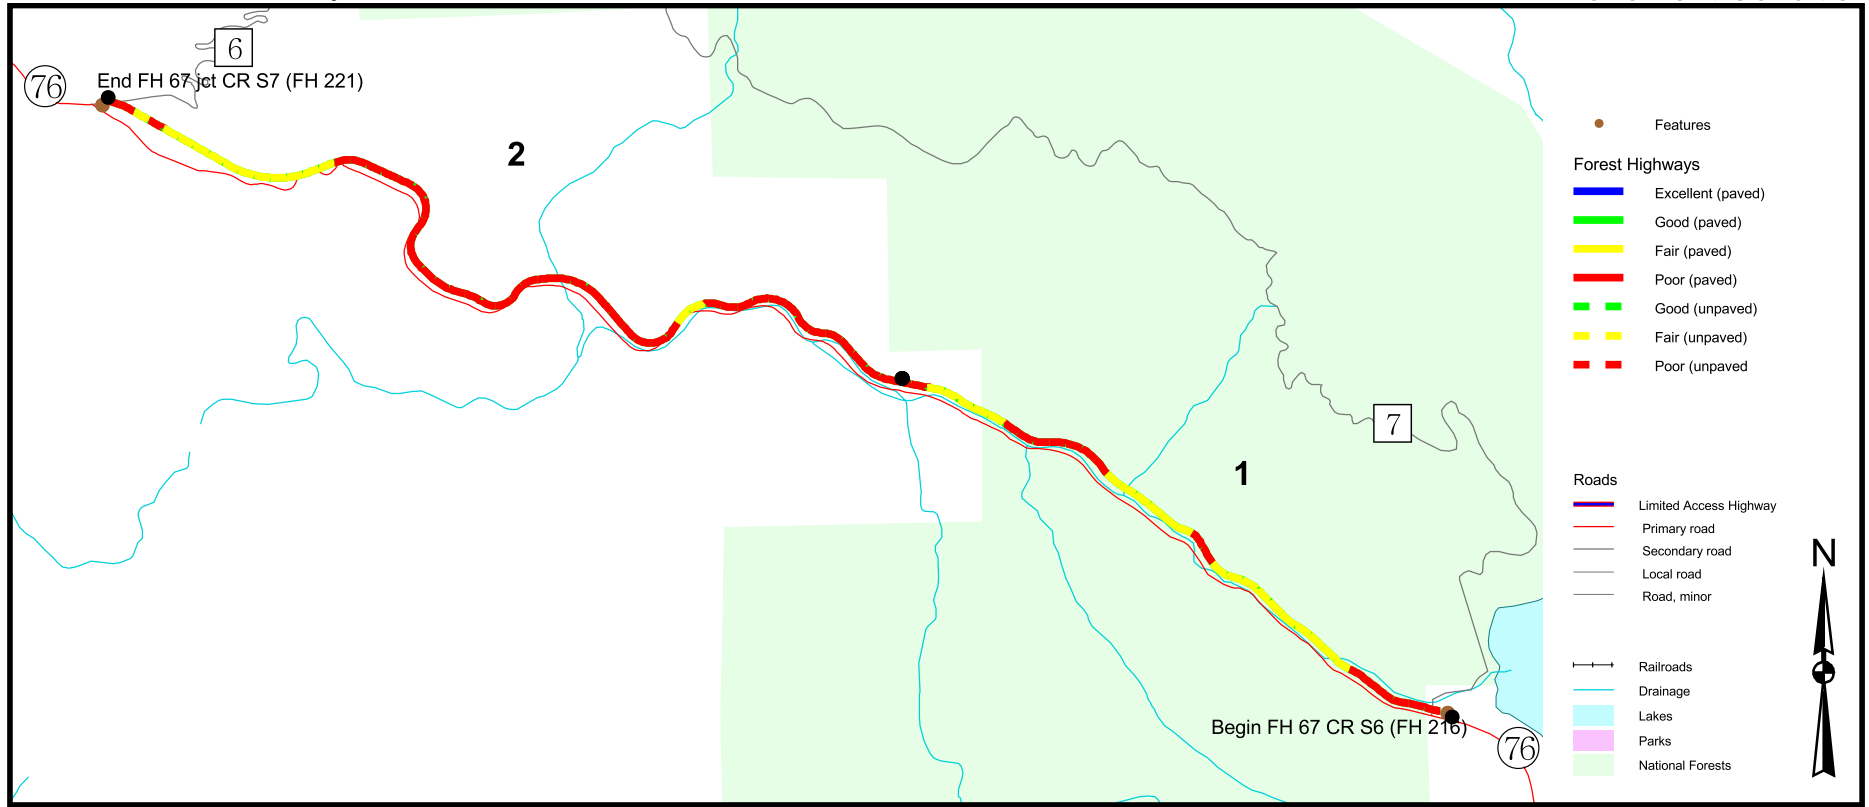 6
76
End FH 67 jct CR S7 (FH 221)
2
7
1
Begin FH 67 CR S6 (FH 216)
76
Features
Forest Highways
Excellent (paved)
Good (paved)
Fair (paved)
Poor (paved)
Good (unpaved)
Fair (unpaved)
Poor (unpaved
Roads
Limited Access Highway
Primary road
Secondary road
Local road
Road, minor
Railroads
Drainage
Lakes
Parks
National Forests
N